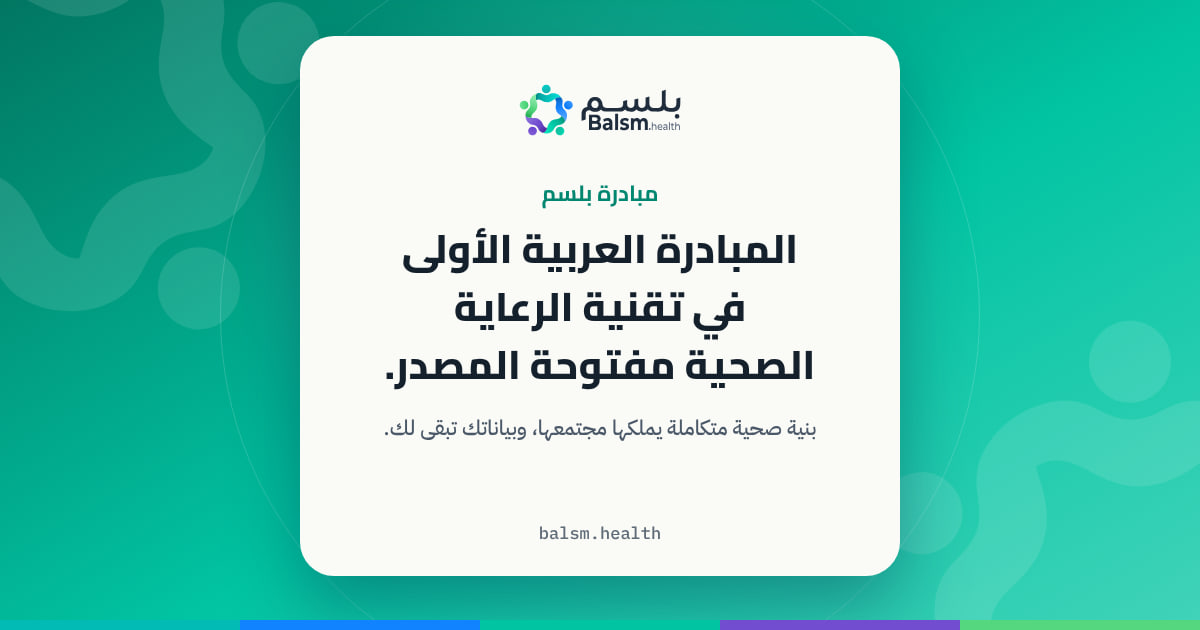 بلسم
Balsm.health
مبادرة بلسم
المبادرة العربية الأولى
في تقنية الرعاية
الصحية مفتوحة المصدر.
بنية صحية متكاملة يملكها مجتمعها، وبياناتك تبقى لك.
balsm.health